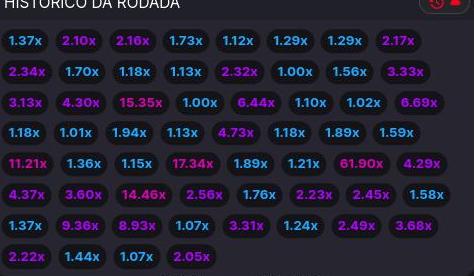 HISTÓRICO DA RODADA
1.37x 2.10x 2.16x 1.73x 1.12x 1.29x 1.29x 2.17x
2.34x 1.70x 1.18x 1.13x 2.32x 1.00x 1.56x 3.33x
3.13x 4.30x 15.35x 1.00x 6.44x 1.10x 1.02x 6.69x
1.18x 1.01x 1.94x 1.13x 4.73x 1.18x 1.89x 1.59x
11.21x 1.36x 1.15x 17.34x 1.89x 1.21x 61.90x 4.29x
4.37x 3.60x 14.46x 2.56x 1.76x 2.23x 2.45x 1.58x
1.37x 9.36x 8.93x 1.07x 3.31x 1.24x 2.49x 3.68x
2.22x 1.44x 1.07x 2.05x